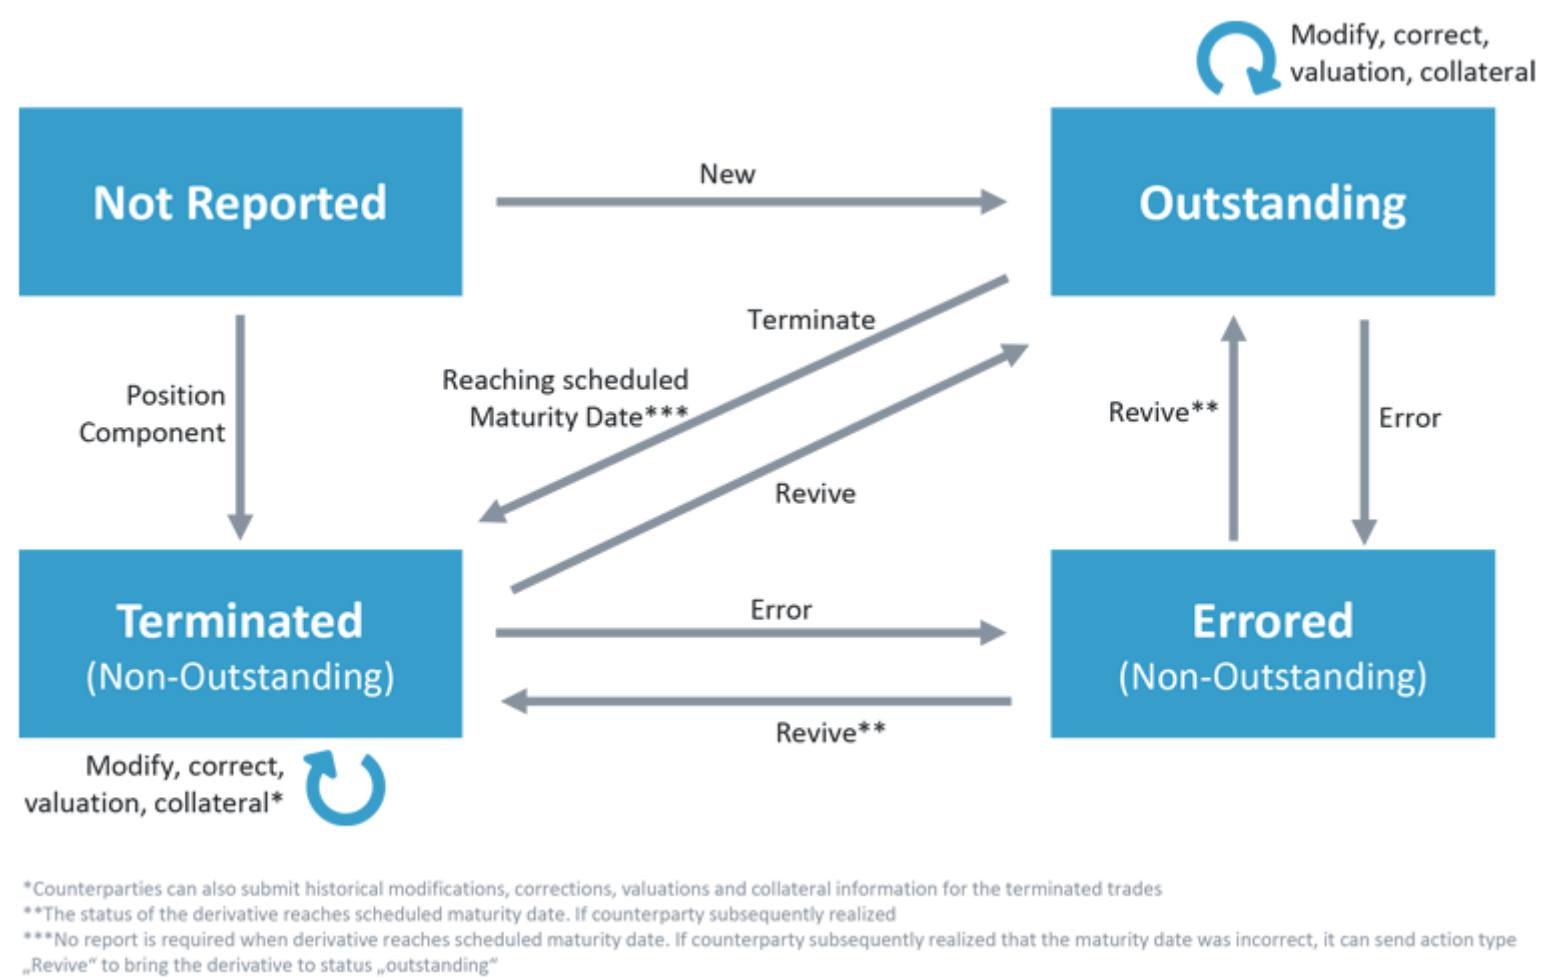 Modify, correct,
valuation, collateral
Not Reported
New
Outstanding
Terminate
Reaching scheduled
Maturity Date***
Position
Component
Revive**
Error
Revive
Terminated
(Non-Outstanding)
Error
Errored
(Non-Outstanding)
Revive**
Modify, correct,
valuation, collateral*
*Counterparties can also submit historical modifications, corrections, valuations and collateral information for the terminated trades
**The status of the derivative reaches scheduled maturity date. If counterparty subsequently realized
***No report is required when derivative reaches scheduled maturity date. If counterparty subsequently realized that the maturity date was incorrect, it can send action type
„Revive“ to bring the derivative to status „outstanding“